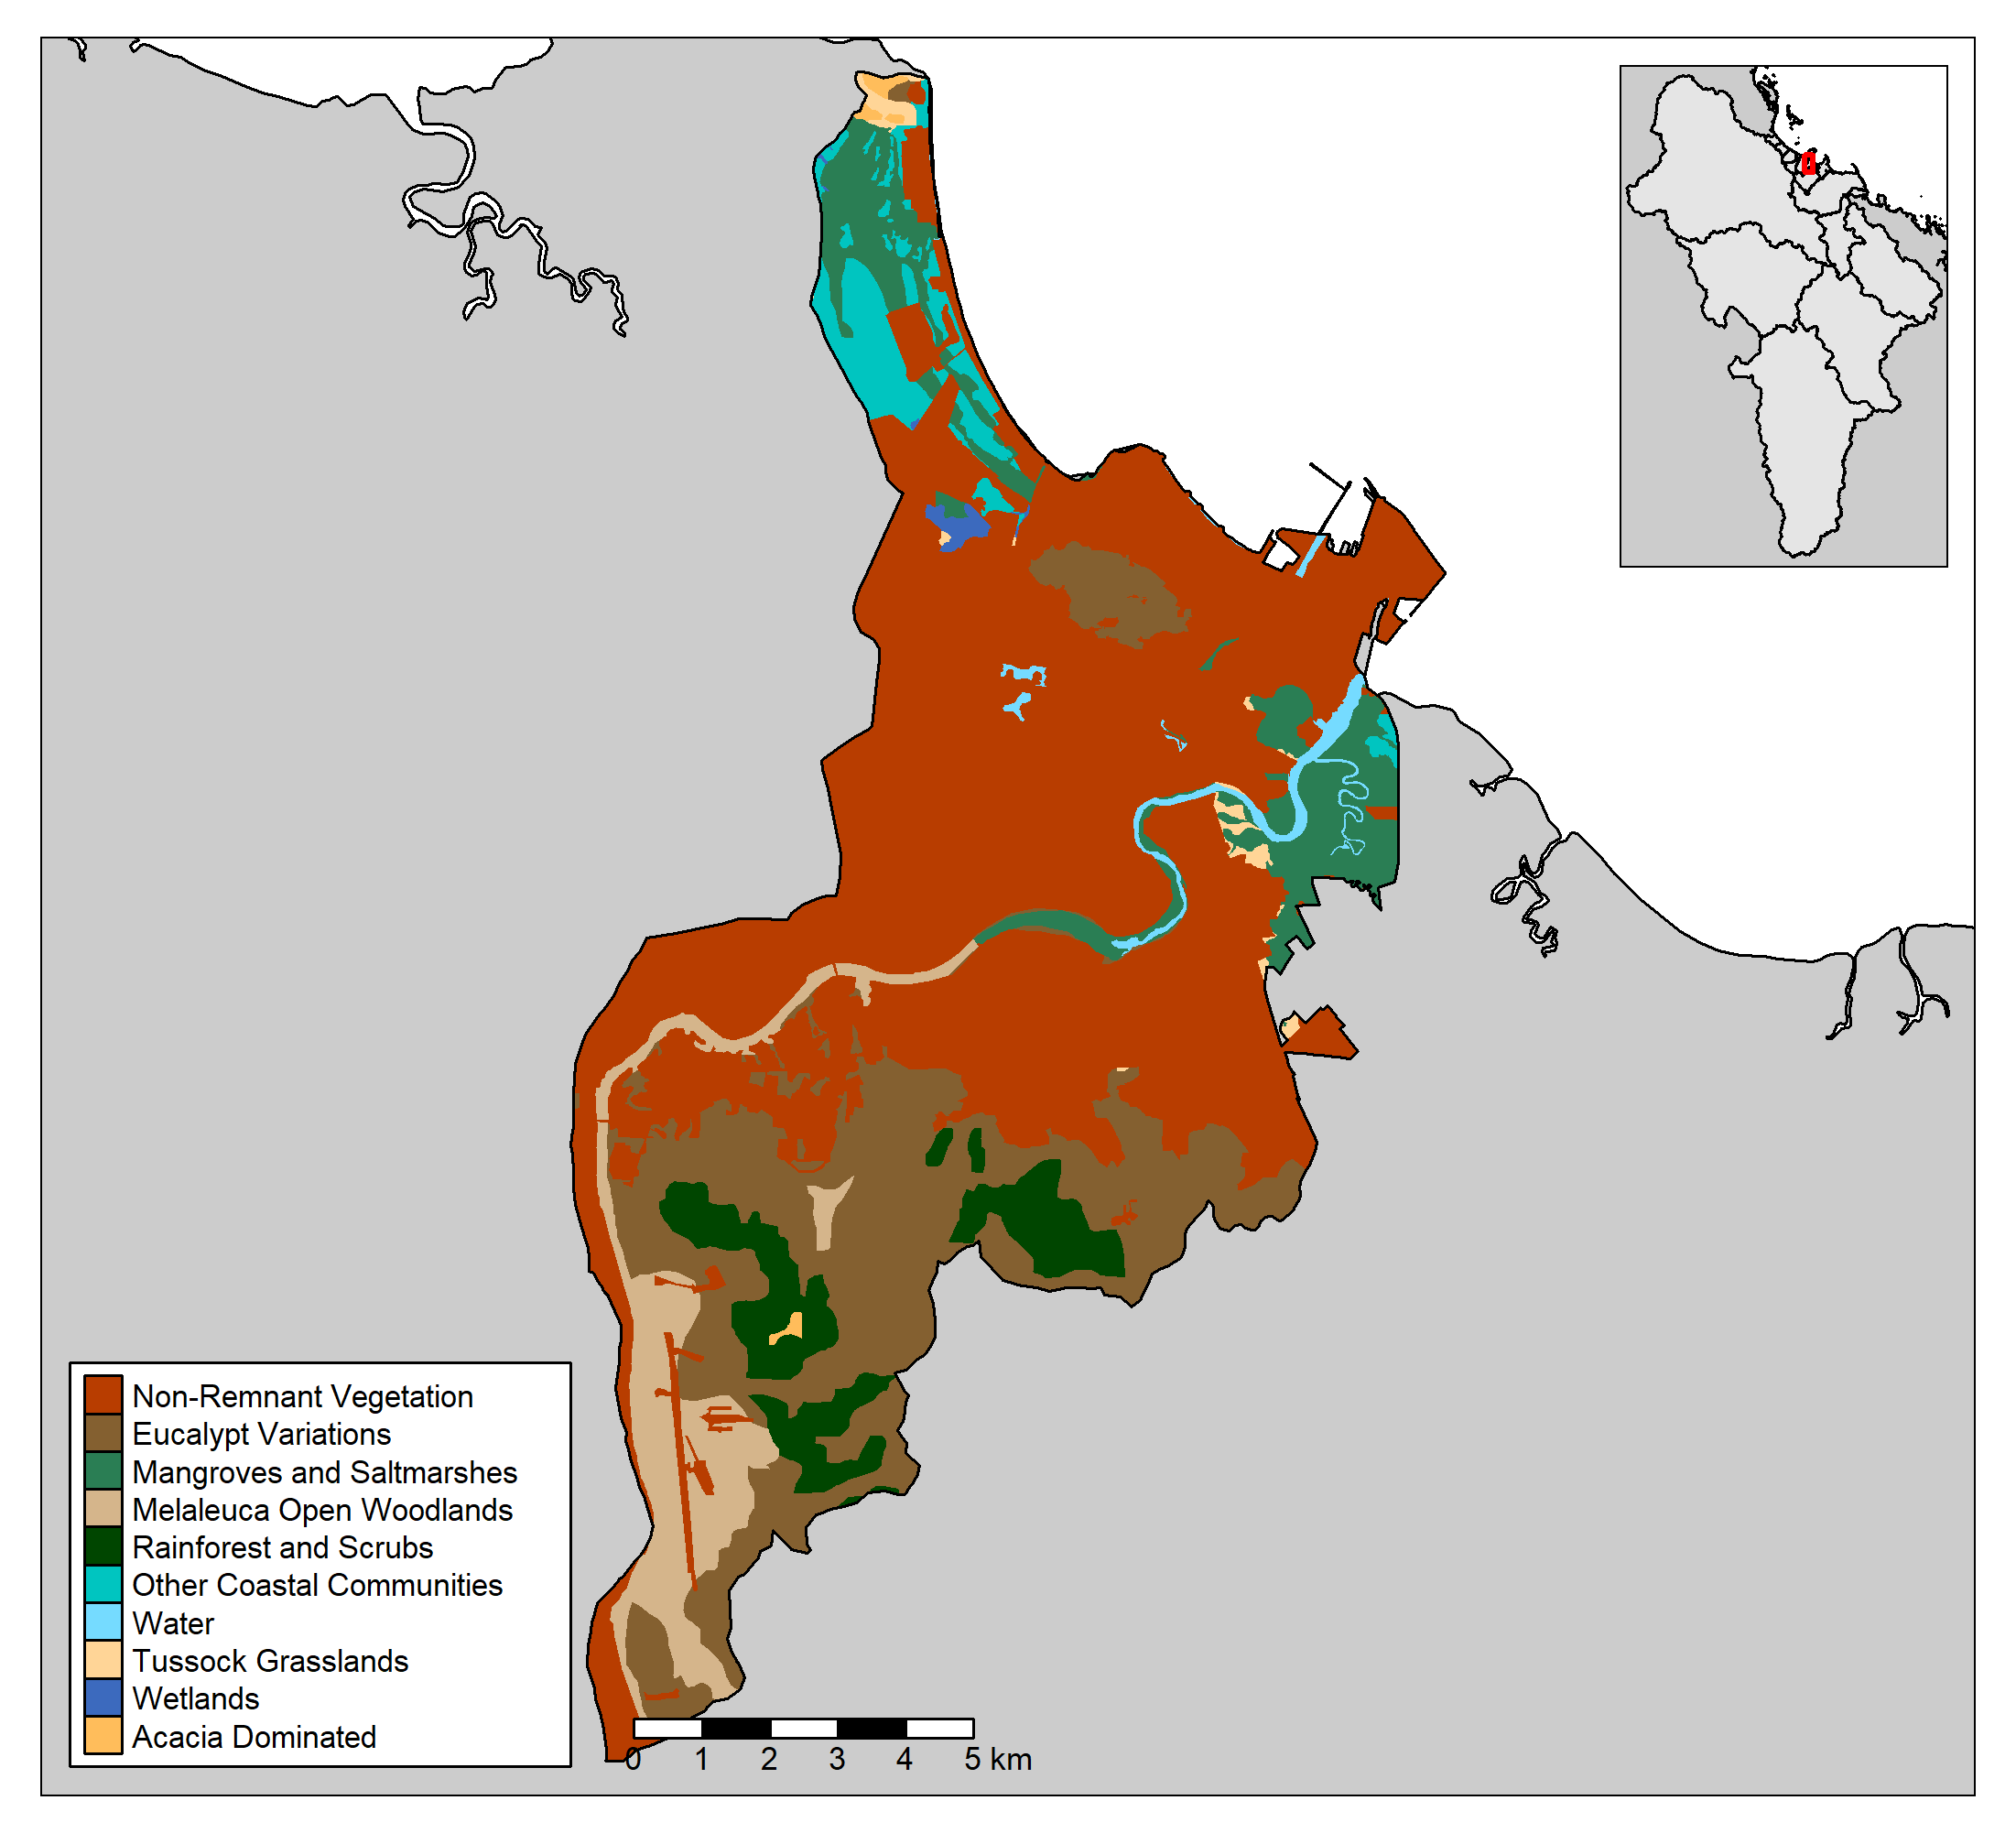 Non-Remnant Vegetation
Eucalypt Variations
Mangroves and Saltmarshes
Melaleuca Open Woodlands
Rainforest and Scrubs
Other Coastal Communities
Water
Tussock Grasslands
Wetlands
Acacia Dominated
0 1 2 3 4 5 km